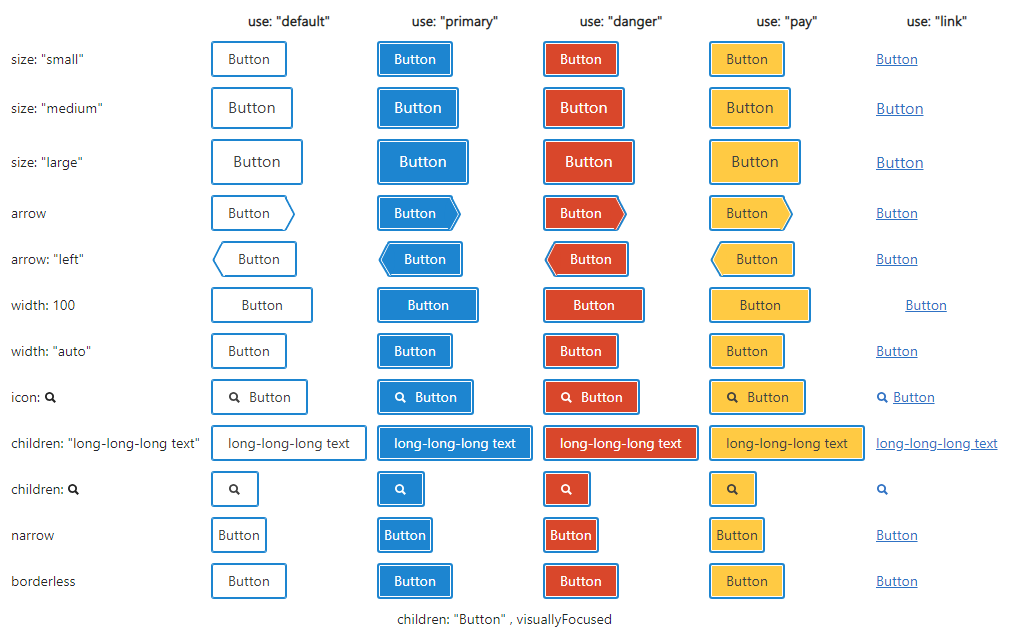 use: "default" use: "primary" use: "danger" use: "pay" use: "link"
size: "small" Button Button Button Button Button
size: "medium" Button Button Button Button Button
size: "large" Button Button Button Button Button
arrow Button Button Button Button Button
arrow: "left" Button Button Button Button Button
width: 100 Button Button Button Button Button
width: "auto" Button Button Button Button Button
icon: Button Button Button Button Button
children: "long-long-long text" long-long-long text long-long-long text long-long-long text long-long-long text long-long-long text
children:
narrow Button Button Button Button Button
borderless Button Button Button Button Button
children: "Button" , visuallyFocused